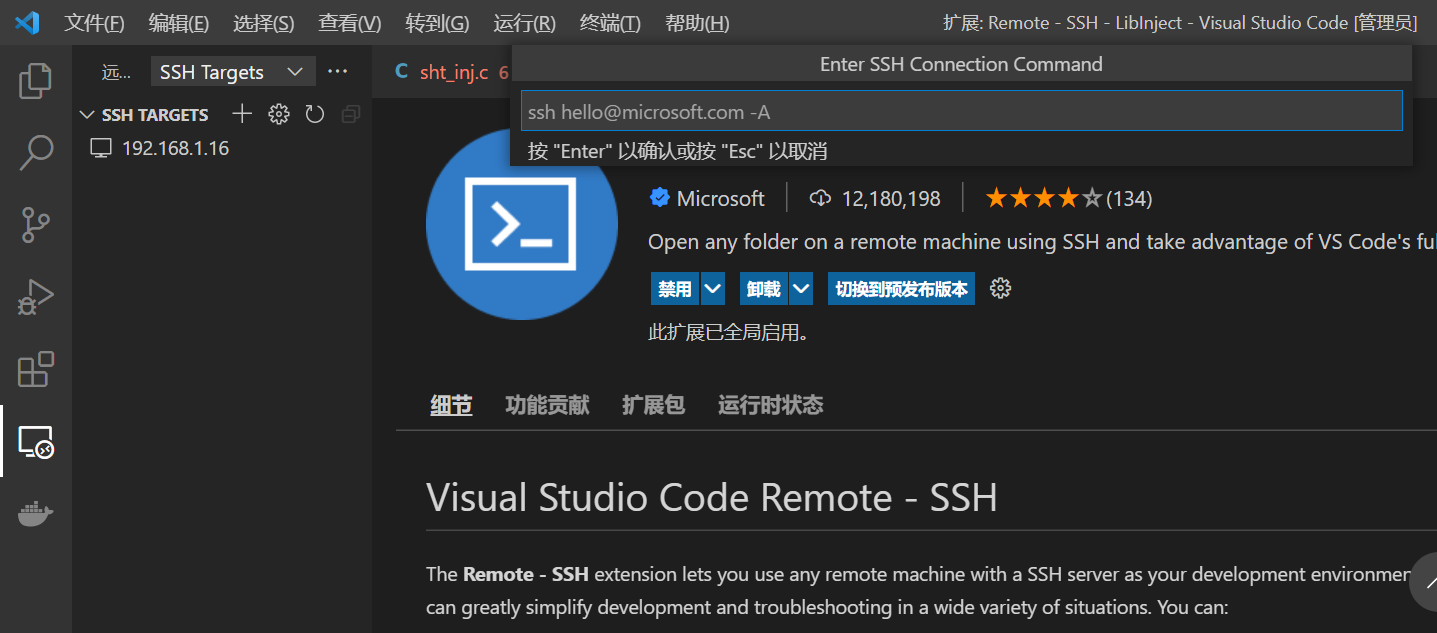 文件(F) 编辑(E) 选择(S) 查看(V) 转到(G) 运行(R) 终端(T) 帮助(H) 扩展: Remote - SSH - LibInject - Visual Studio Code [管理员]
远... SSH Targets ···
C sht_inj.c 6
Enter SSH Connection Command
ssh hello@microsoft.com -A
按 "Enter" 以确认或按 "Esc" 以取消
SSH TARGETS
192.168.1.16
Microsoft 12,180,198 (134)
Open any folder on a remote machine using SSH and take advantage of VS Code's ful
禁用 卸载 切换到预发布版本
此扩展已全局启用。
细节 功能贡献 扩展包 运行时状态
Visual Studio Code Remote - SSH
The Remote - SSH extension lets you use any remote machine with a SSH server as your development environmen
can greatly simplify development and troubleshooting in a wide variety of situations. You can: